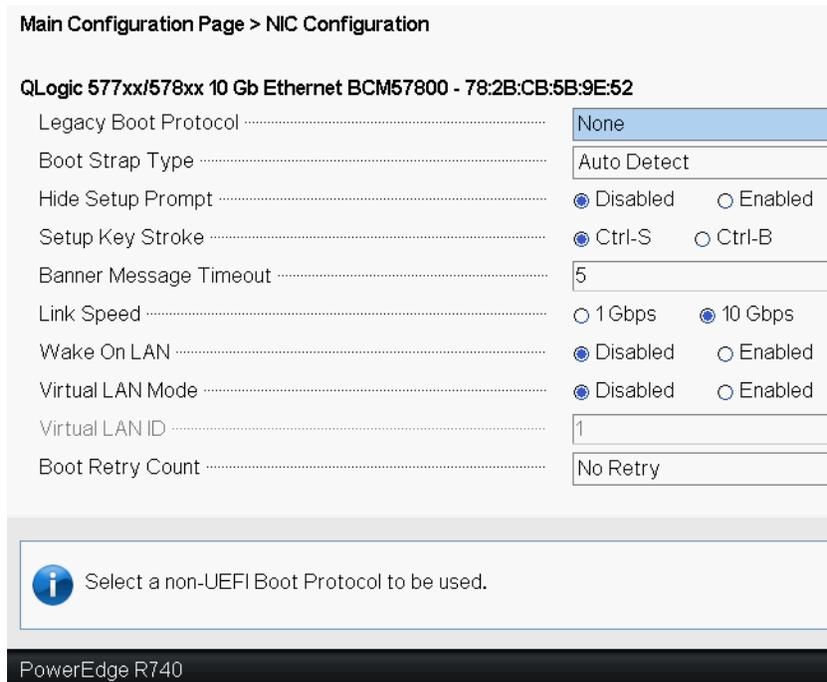 Main Configuration Page > NIC Configuration
QLogic 577xx/578xx 10 Gb Ethernet BCM57800 - 78:2B:CB:5B:9E:52
Legacy Boot Protocol None
Boot Strap Type Auto Detect
Hide Setup Prompt Disabled Enabled
Setup Key Stroke Ctrl-S Ctrl-B
Banner Message Timeout 5
Link Speed 1 Gbps 10 Gbps
Wake On LAN Disabled Enabled
Virtual LAN Mode Disabled Enabled
Virtual LAN ID 1
Boot Retry Count No Retry
Select a non-UEFI Boot Protocol to be used.
PowerEdge R740